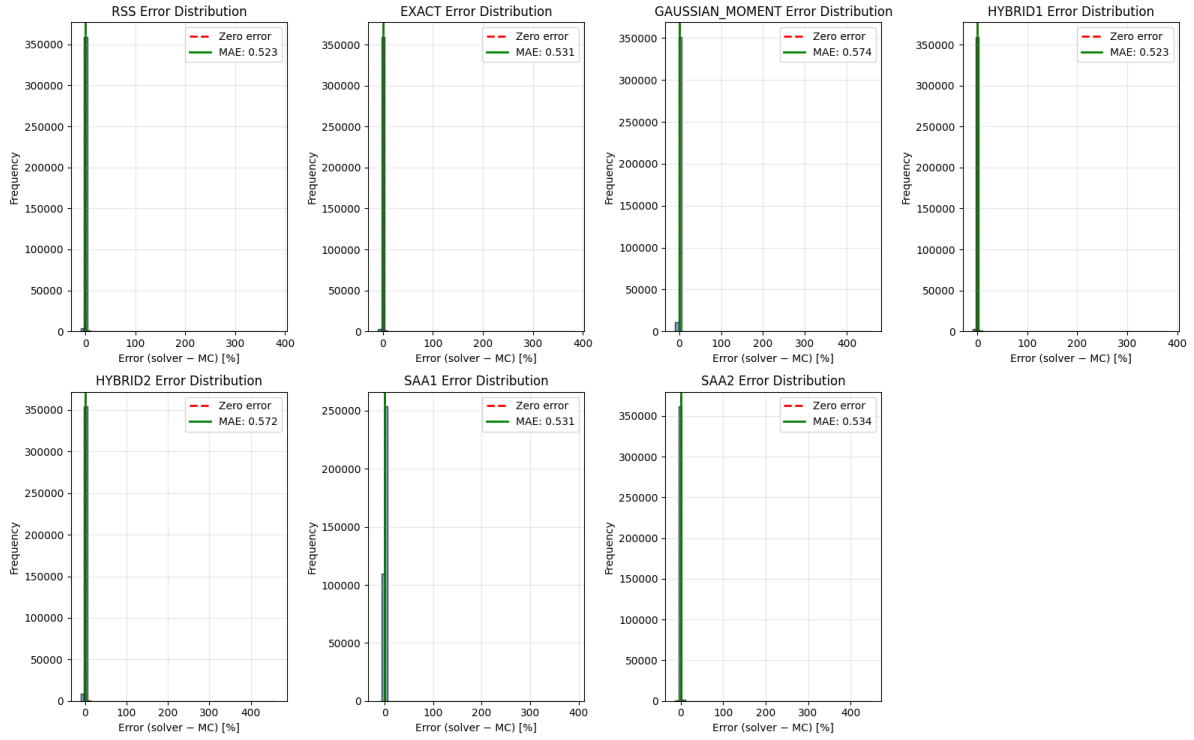 RSS Error Distribution
Zero error
MAE: 0.523
350000
300000
250000
200000
150000
100000
50000
0
Frequency
0 100 200 300 400
Error (solver − MC) [%]
EXACT Error Distribution
Zero error
MAE: 0.531
350000
300000
250000
200000
150000
100000
50000
0
Frequency
0 100 200 300 400
Error (solver − MC) [%]
GAUSSIAN_MOMENT Error Distribution
Zero error
MAE: 0.574
350000
300000
250000
200000
150000
100000
50000
0
Frequency
0 100 200 300 400
Error (solver − MC) [%]
HYBRID1 Error Distribution
Zero error
MAE: 0.523
350000
300000
250000
200000
150000
100000
50000
0
Frequency
0 100 200 300 400
Error (solver − MC) [%]
HYBRID2 Error Distribution
Zero error
MAE: 0.572
350000
300000
250000
200000
150000
100000
50000
0
Frequency
0 100 200 300 400
Error (solver − MC) [%]
SAA1 Error Distribution
Zero error
MAE: 0.531
250000
200000
150000
100000
50000
0
Frequency
0 100 200 300 400
Error (solver − MC) [%]
SAA2 Error Distribution
Zero error
MAE: 0.534
350000
300000
250000
200000
150000
100000
50000
0
Frequency
0 100 200 300 400
Error (solver − MC) [%]